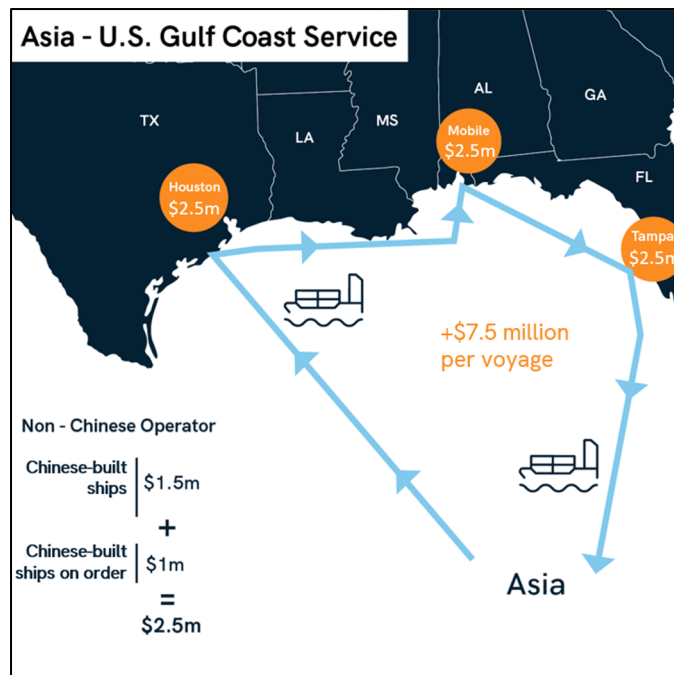 Asia - U.S. Gulf Coast Service
TX
LA
MS
AL
GA
FL
Houston
$2.5m
Mobile
$2.5m
Tampa
$2.5m
+$7.5 million
per voyage
Non - Chinese Operator
Chinese-built
ships
$1.5m
+
Chinese-built
ships on order
$1m
=
$2.5m
Asia